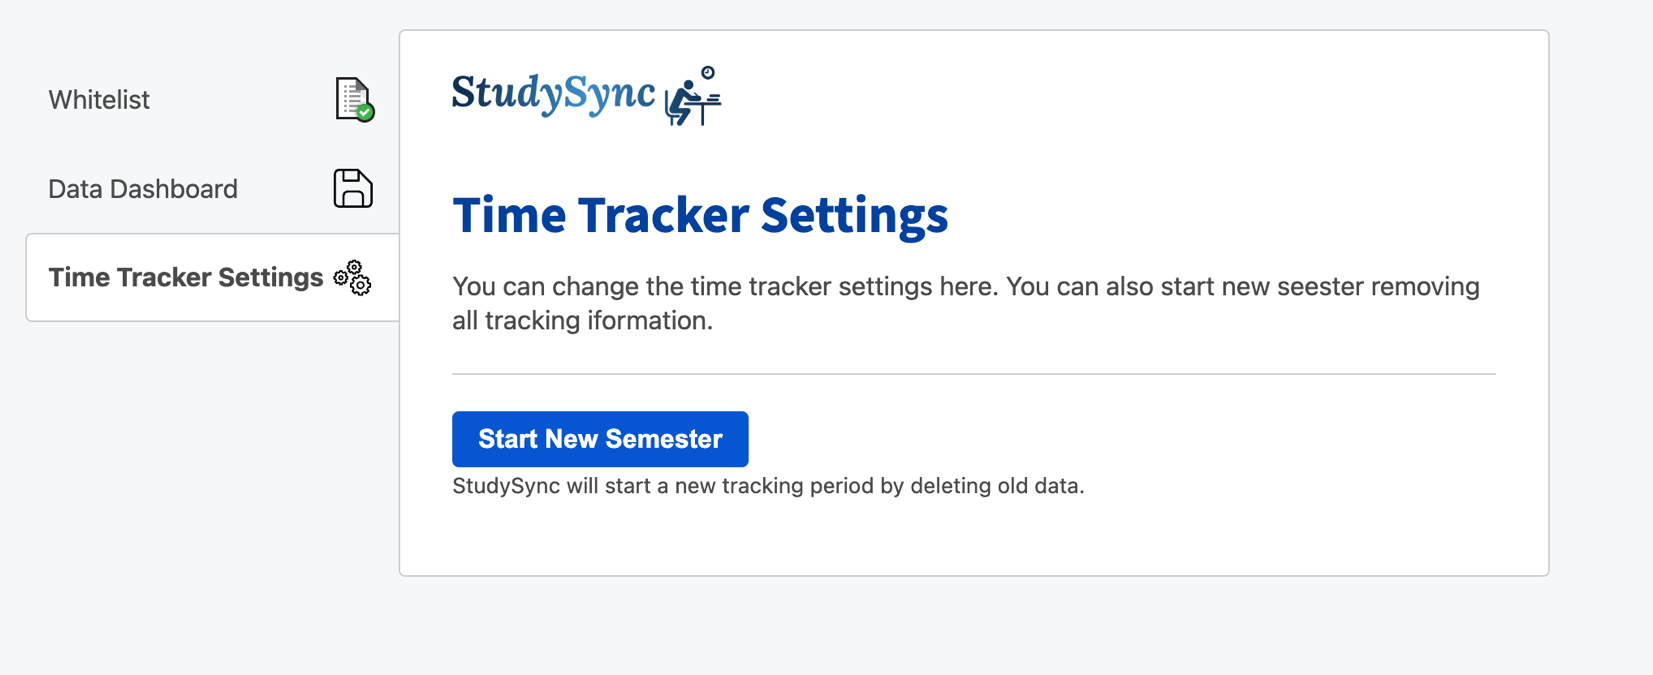 Whitelist
Data Dashboard
Time Tracker Settings
StudySync
Time Tracker Settings
You can change the time tracker settings here. You can also start new seester removing
all tracking iformation.
Start New Semester
StudySync will start a new tracking period by deleting old data.